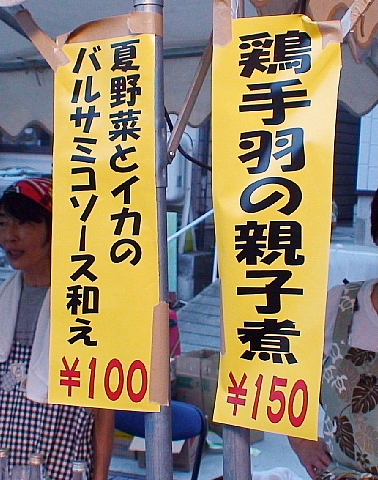 鶏手羽の親子煮
¥150
夏野菜とイカの
バルサミコソース和え
¥100